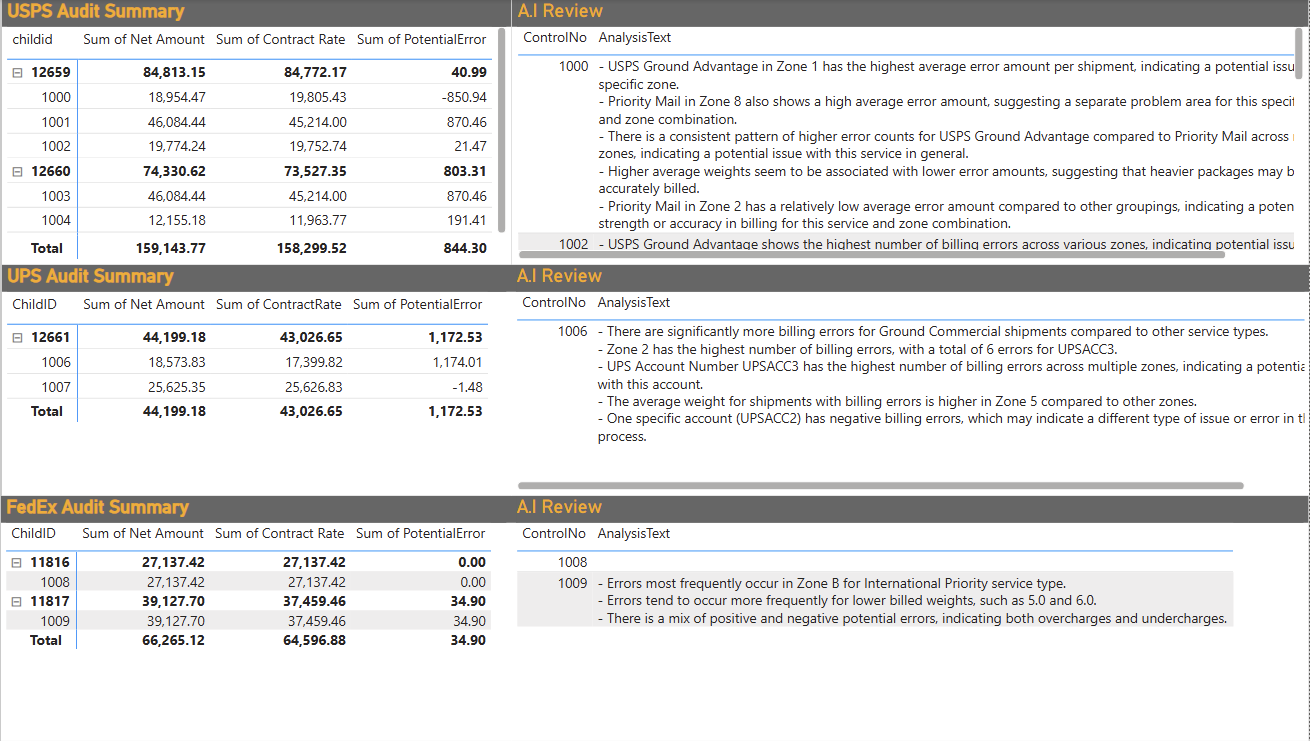 USPS Audit Summary
childid Sum of Net Amount Sum of Contract Rate Sum of PotentialError
12659 84,813.15 84,772.17 40.99
1000 18,954.47 19,805.43 -850.94
1001 46,084.44 45,214.00 870.46
1002 19,774.24 19,752.74 21.47
12660 74,330.62 73,527.35 803.31
1003 46,084.44 45,214.00 870.46
1004 12,155.18 11,963.77 191.41
Total 159,143.77 158,299.52 844.30
A.I Review
ControlNo AnalysisText
1000 - USPS Ground Advantage in Zone 1 has the highest average error amount per shipment, indicating a potential
specific zone.
- Priority Mail in Zone 8 also shows a high average error amount, suggesting a separate problem area for this
and zone combination.
- There is a consistent pattern of higher error counts for USPS Ground Advantage compared to Priority Mail across
zones, indicating a potential issue with this service in general.
- Higher average weights seem to be associated with lower error amounts, suggesting that heavier packages may
accurately billed.
- Priority Mail in Zone 2 has a relatively low average error amount compared to other groupings, indicating a
strength or accuracy in billing for this service and zone combination.
1002 - USPS Ground Advantage shows the highest number of billing errors across various zones, indicating potential
UPS Audit Summary
ChildID Sum of Net Amount Sum of ContractRate Sum of PotentialError
12661 44,199.18 43,026.65 1,172.53
1006 18,573.83 17,399.82 1,174.01
1007 25,625.35 25,626.83 -1.48
Total 44,199.18 43,026.65 1,172.53
A.I Review
ControlNo AnalysisText
1006 - There are significantly more billing errors for Ground Commercial shipments compared to other service types.
- Zone 2 has the highest number of billing errors, with a total of 6 errors for UPSACC3.
- UPS Account Number UPSACC3 has the highest number of billing errors across multiple zones, indicating a
with this account.
- The average weight for shipments with billing errors is higher in Zone 5 compared to other zones.
- One specific account (UPSACC2) has negative billing errors, which may indicate a different type of issue or error in
process.
FedEx Audit Summary
ChildID Sum of Net Amount Sum of Contract Rate Sum of PotentialError
11816 27,137.42 27,137.42 0.00
1008 27,137.42 27,137.42 0.00
11817 39,127.70 37,459.46 34.90
1009 39,127.70 37,459.46 34.90
Total 66,265.12 64,596.88 34.90
A.I Review
ControlNo AnalysisText
1008
1009 - Errors most frequently occur in Zone B for International Priority service type.
- Errors tend to occur more frequently for lower billed weights, such as 5.0 and 6.0.
- There is a mix of positive and negative potential errors, indicating both overcharges and undercharges.